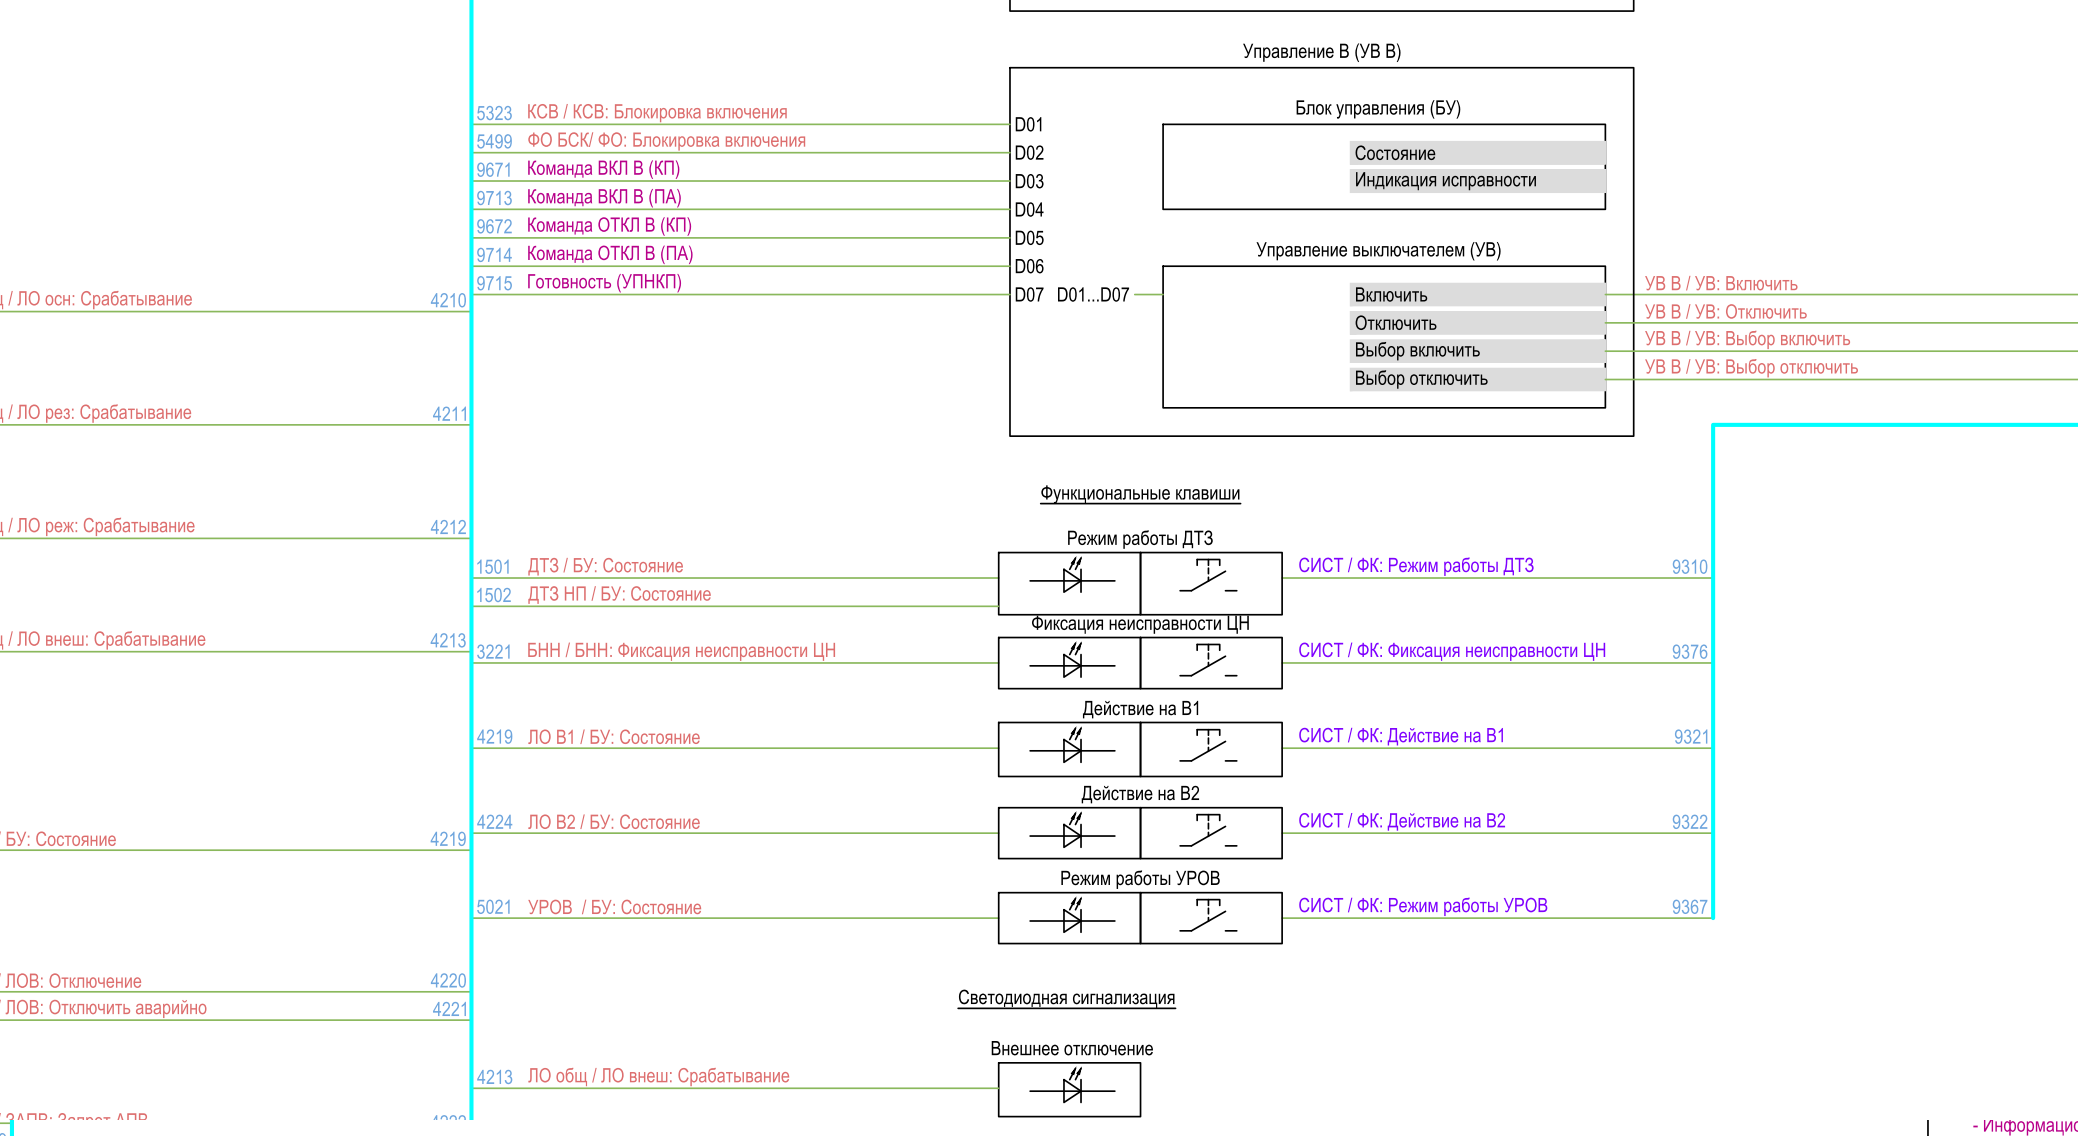 Управление В (УВ В)
Блок управления (БУ)
Состояние
Индикация исправности
5323 КСВ / КСВ: Блокировка включения D01
5499 ФО БСК/ ФО: Блокировка включения D02
9671 Команда ВКЛ В (КП) D03
9713 Команда ВКЛ В (ПА) D04
9672 Команда ОТКЛ В (КП) D05
9714 Команда ОТКЛ В (ПА) D06
9715 Готовность (УПНКП) D07 D01...D07
Управление выключателем (УВ)
Включить
Отключить
Выбор включить
Выбор отключить
УВ В / УВ: Включить
УВ В / УВ: Отключить
УВ В / УВ: Выбор включить
УВ В / УВ: Выбор отключить
/ ЛО осн: Срабатывание 4210
/ ЛО рез: Срабатывание 4211
/ ЛО реж: Срабатывание 4212
/ ЛО внеш: Срабатывание 4213
/ БУ: Состояние 4219
/ ЛОВ: Отключение 4220
/ ЛОВ: Отключить аварийно 4221
Функциональные клавиши
Режим работы ДТЗ
1501 ДТЗ / БУ: Состояние
СИСТ / ФК: Режим работы ДТЗ 9310
1502 ДТЗ НП / БУ: Состояние
Фиксация неисправности ЦН
3221 БНН / БНН: Фиксация неисправности ЦН
СИСТ / ФК: Фиксация неисправности ЦН 9376
Действие на В1
4219 ЛО В1 / БУ: Состояние
СИСТ / ФК: Действие на В1 9321
Действие на В2
4224 ЛО В2 / БУ: Состояние
СИСТ / ФК: Действие на В2 9322
Режим работы УРОВ
5021 УРОВ / БУ: Состояние
СИСТ / ФК: Режим работы УРОВ 9367
Светодиодная сигнализация
Внешнее отключение
4213 ЛО общ / ЛО внеш: Срабатывание
/ ЗАПВ: Запрет АПВ
- Информацио